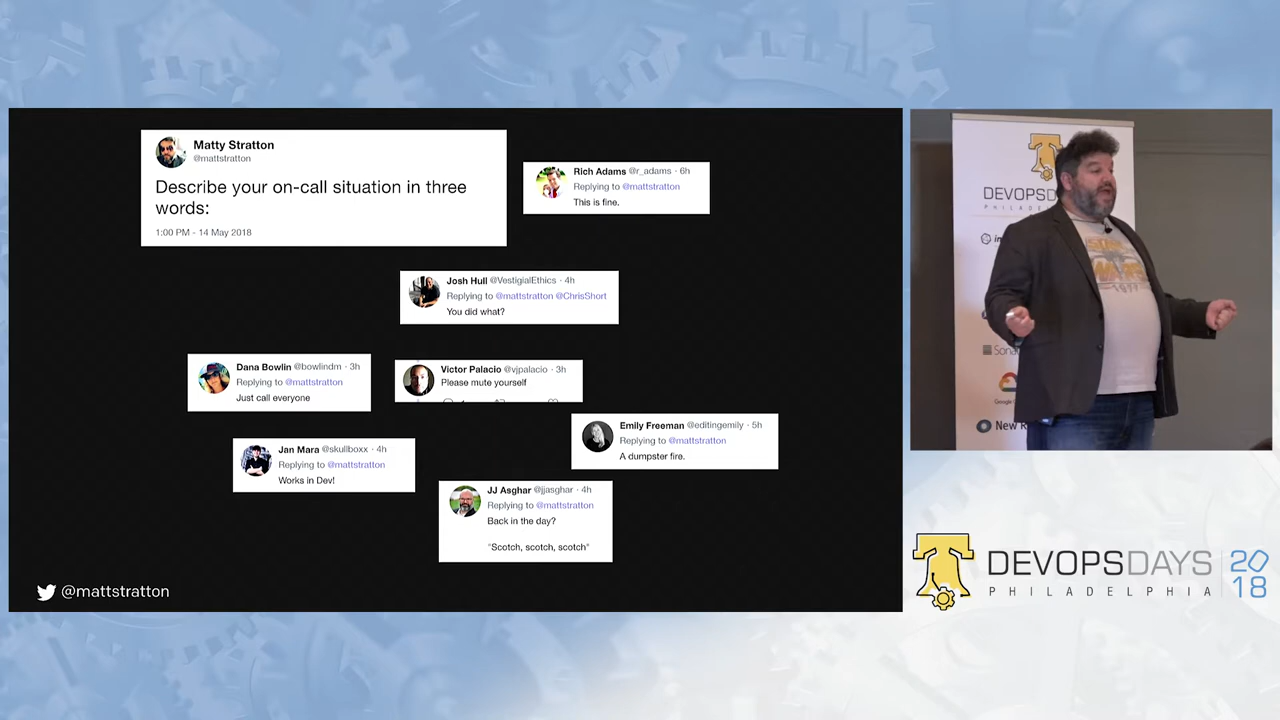 Matty Stratton
@mattstratton
Describe your on-call situation in three
words:
1:00 PM - 14 May 2018
Rich Adams @r_adams · 6h
Replying to @mattstratton
This is fine.
Josh Hull @VestigialEthics · 4h
Replying to @mattstratton @ChrisShort
You did what?
Dana Bowlin @bowlindm · 3h
Replying to @mattstratton
Just call everyone
Victor Palacio @vjpalacio · 3h
Please mute yourself
Emily Freeman @editingemily · 5h
Replying to @mattstratton
A dumpster fire.
Jan Mara @skullboxx · 4h
Replying to @mattstratton
Works in Dev!
JJ Asghar @jjasghar · 4h
Replying to @mattstratton
Back in the day?
"Scotch, scotch, scotch"
@mattstratton
DEVOPSD
PHILADE
New R
DEVOPSDAYS
PHILADELPHIA
2018